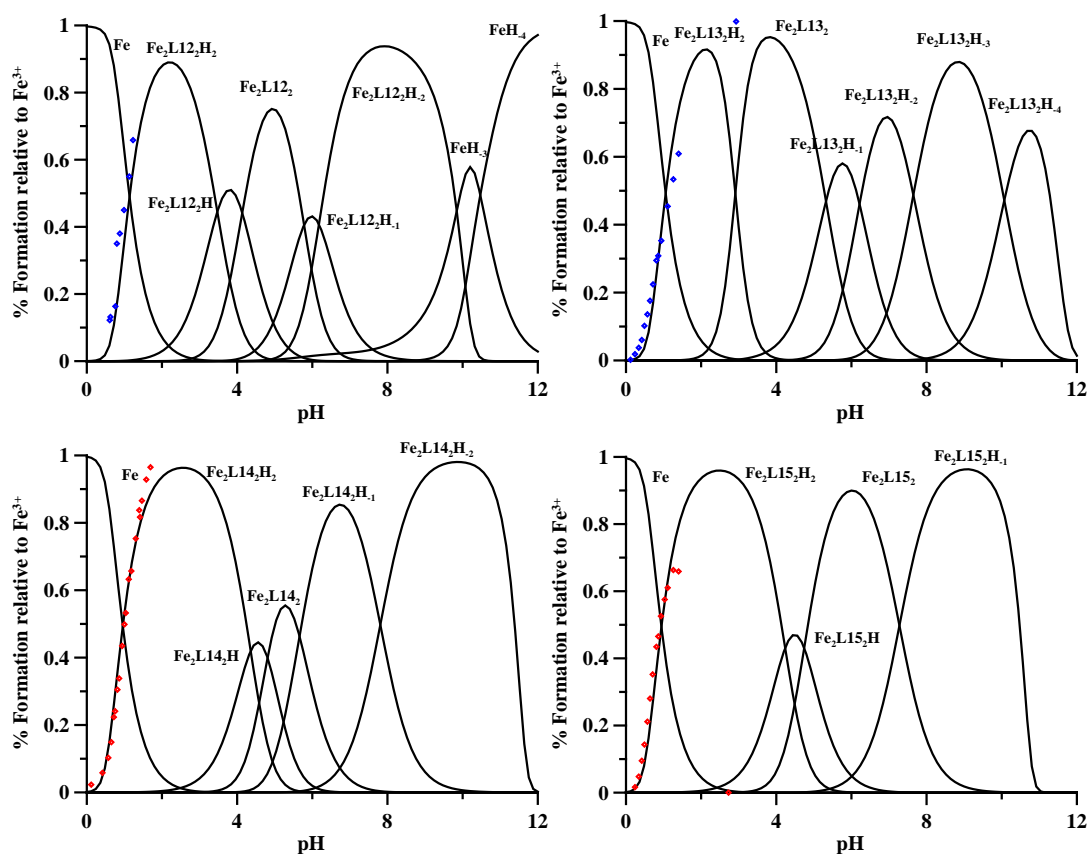 % Formation relative to Fe³⁺
1
0.8
0.6
0.4
0.2
0
Fe
Fe₂L12₂H₂
Fe₂L12₂H
Fe₂L12₂
Fe₂L12₂H₋₁
Fe₂L12₂H₋₂
FeH₋₃
FeH₋₄
0 4 8 12
pH
% Formation relative to Fe³⁺
1
0.8
0.6
0.4
0.2
0
Fe
Fe₂L13₂H₂
Fe₂L13₂
Fe₂L13₂H₋₁
Fe₂L13₂H₋₂
Fe₂L13₂H₋₃
Fe₂L13₂H₋₄
0 4 8 12
pH
% Formation relative to Fe³⁺
1
0.8
0.6
0.4
0.2
0
Fe
Fe₂L14₂H₂
Fe₂L14₂H
Fe₂L14₂
Fe₂L14₂H₋₁
Fe₂L14₂H₋₂
0 4 8 12
pH
% Formation relative to Fe³⁺
1
0.8
0.6
0.4
0.2
0
Fe
Fe₂L15₂H₂
Fe₂L15₂H
Fe₂L15₂
Fe₂L15₂H₋₁
0 4 8 12
pH